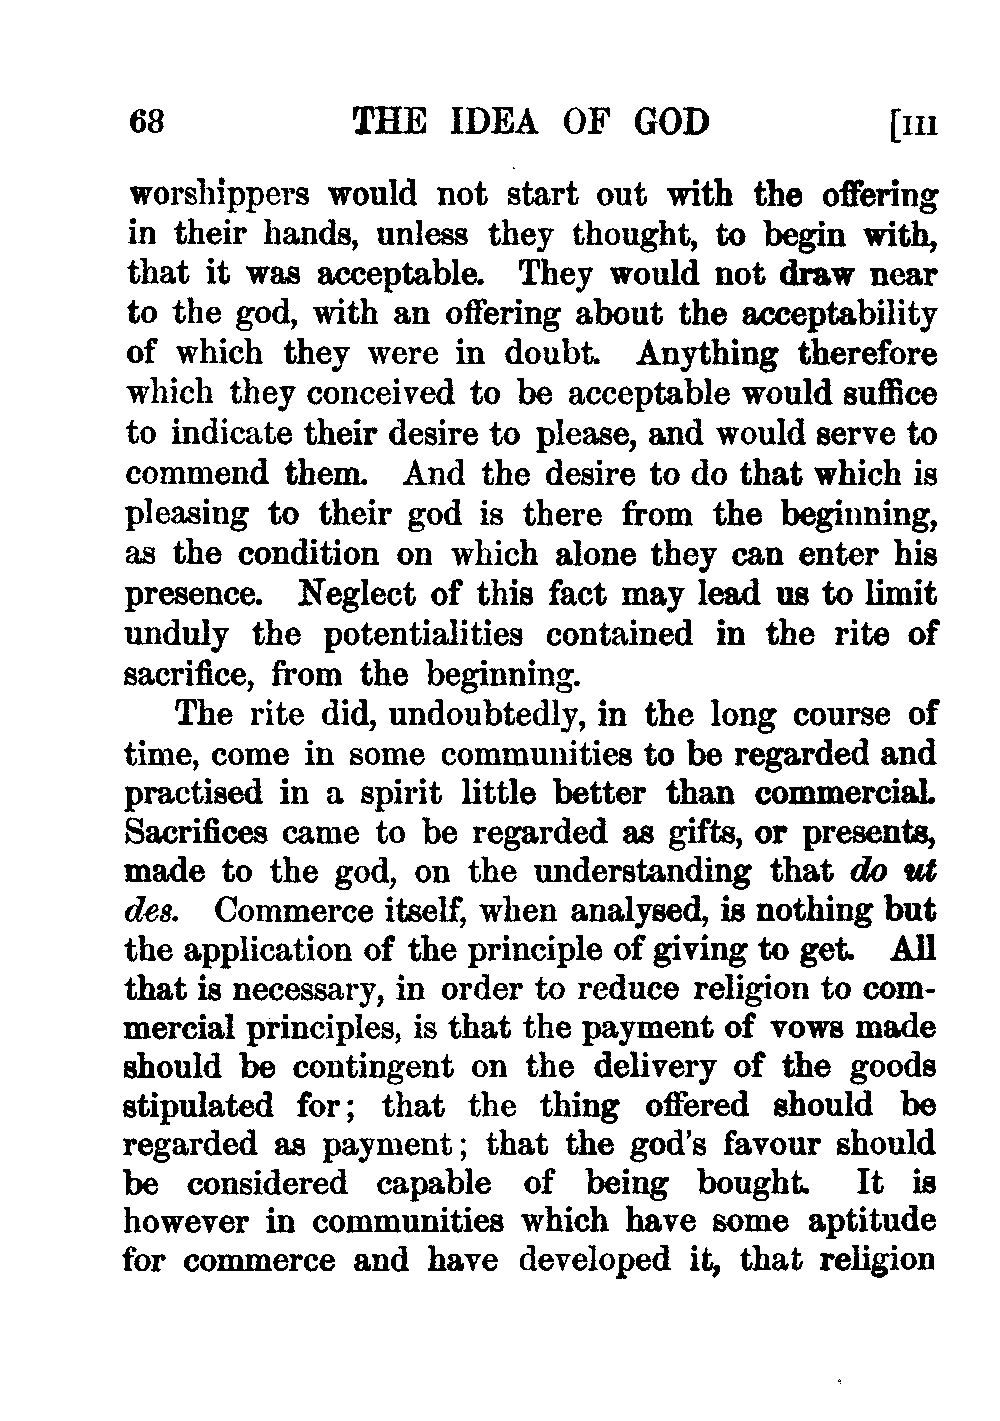 68 THE IDEA OF GOD [III
worshippers would not start out with the offering
in their hands, unless they thought, to begin with,
that it was acceptable. They would not draw near
to the god, with an offering about the acceptability
of which they were in doubt. Anything therefore
which they conceived to be acceptable would suffice
to indicate their desire to please, and would serve to
commend them. And the desire to do that which is
pleasing to their god is there from the beginning,
as the condition on which alone they can enter his
presence. Neglect of this fact may lead us to limit
unduly the potentialities contained in the rite of
sacrifice, from the beginning.
The rite did, undoubtedly, in the long course of
time, come in some communities to be regarded and
practised in a spirit little better than commercial.
Sacrifices came to be regarded as gifts, or presents,
made to the god, on the understanding that do ut
des. Commerce itself, when analysed, is nothing but
the application of the principle of giving to get. All
that is necessary, in order to reduce religion to com-
mercial principles, is that the payment of vows made
should be contingent on the delivery of the goods
stipulated for; that the thing offered should be
regarded as payment; that the god's favour should
be considered capable of being bought. It is
however in communities which have some aptitude
for commerce and have developed it, that religion